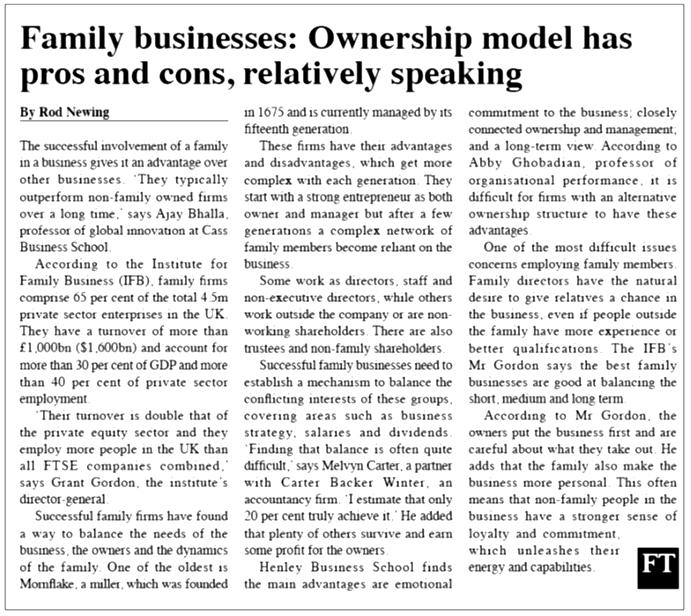 Family businesses: Ownership model has
pros and cons, relatively speaking
By Rod Newing
The successful involvement of a family
in a business gives it an advantage over
other businesses. 'They typically
outperform non-family owned firms
over a long time,' says Ajay Bhalla,
professor of global innovation at Cass
Business School.
According to the Institute for
Family Business (IFB), family firms
comprise 65 per cent of the total 4.5m
private sector enterprises in the UK.
They have a turnover of more than
£1,000bn ($1,600bn) and account for
more than 30 per cent of GDP and more
than 40 per cent of private sector
employment.
'Their turnover is double that of
the private equity sector and they
employ more people in the UK than
all FTSE companies combined,'
says Grant Gordon, the institute's
director-general.
Successful family firms have found
a way to balance the needs of the
business, the owners and the dynamics
of the family. One of the oldest is
Mornflake, a miller, which was founded
in 1675 and is currently managed by its
fifteenth generation.
These firms have their advantages
and disadvantages, which get more
complex with each generation. They
start with a strong entrepreneur as both
owner and manager but after a few
generations a complex network of
family members become reliant on the
business.
Some work as directors, staff and
non-executive directors, while others
work outside the company or are non-
working shareholders. There are also
trustees and non-family shareholders.
Successful family businesses need to
establish a mechanism to balance the
conflicting interests of these groups,
covering areas such as business
strategy, salaries and dividends.
'Finding that balance is often quite
difficult,' says Melvyn Carter, a partner
with Carter Backer Winter, an
accountancy firm. 'I estimate that only
20 per cent truly achieve it.' He added
that plenty of others survive and earn
some profit for the owners.
Henley Business School finds
the main advantages are emotional
commitment to the business; closely
connected ownership and management;
and a long-term view. According to
Abby Ghobadian, professor of
organisational performance, it is
difficult for firms with an alternative
ownership structure to have these
advantages.
One of the most difficult issues
concerns employing family members.
Family directors have the natural
desire to give relatives a chance in
the business, even if people outside
the family have more experience or
better qualifications. The IFB's
Mr Gordon says the best family
businesses are good at balancing the
short, medium and long term.
According to Mr Gordon, the
owners put the business first and are
careful about what they take out. He
adds that the family also make the
business more personal. This often
means that non-family people in the
business have a stronger sense of
loyalty and commitment,
which unleashes their
energy and capabilities.
FT